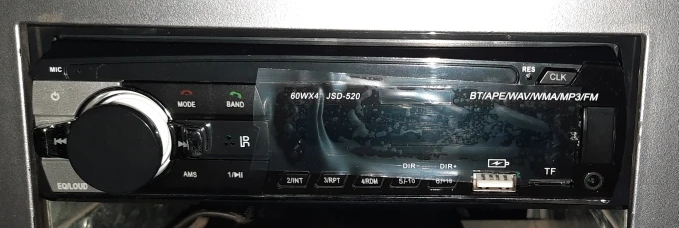 MIC
RES
CLK
MODE
BAND
60WX4 JSD-520
BT/APE/WAV/WMA/MP3/FM
DIR- DIR+
EQ/LOUD
AMS
1/
2/INT
3/RPT
4/RDM
5/-10
6/+10
TF